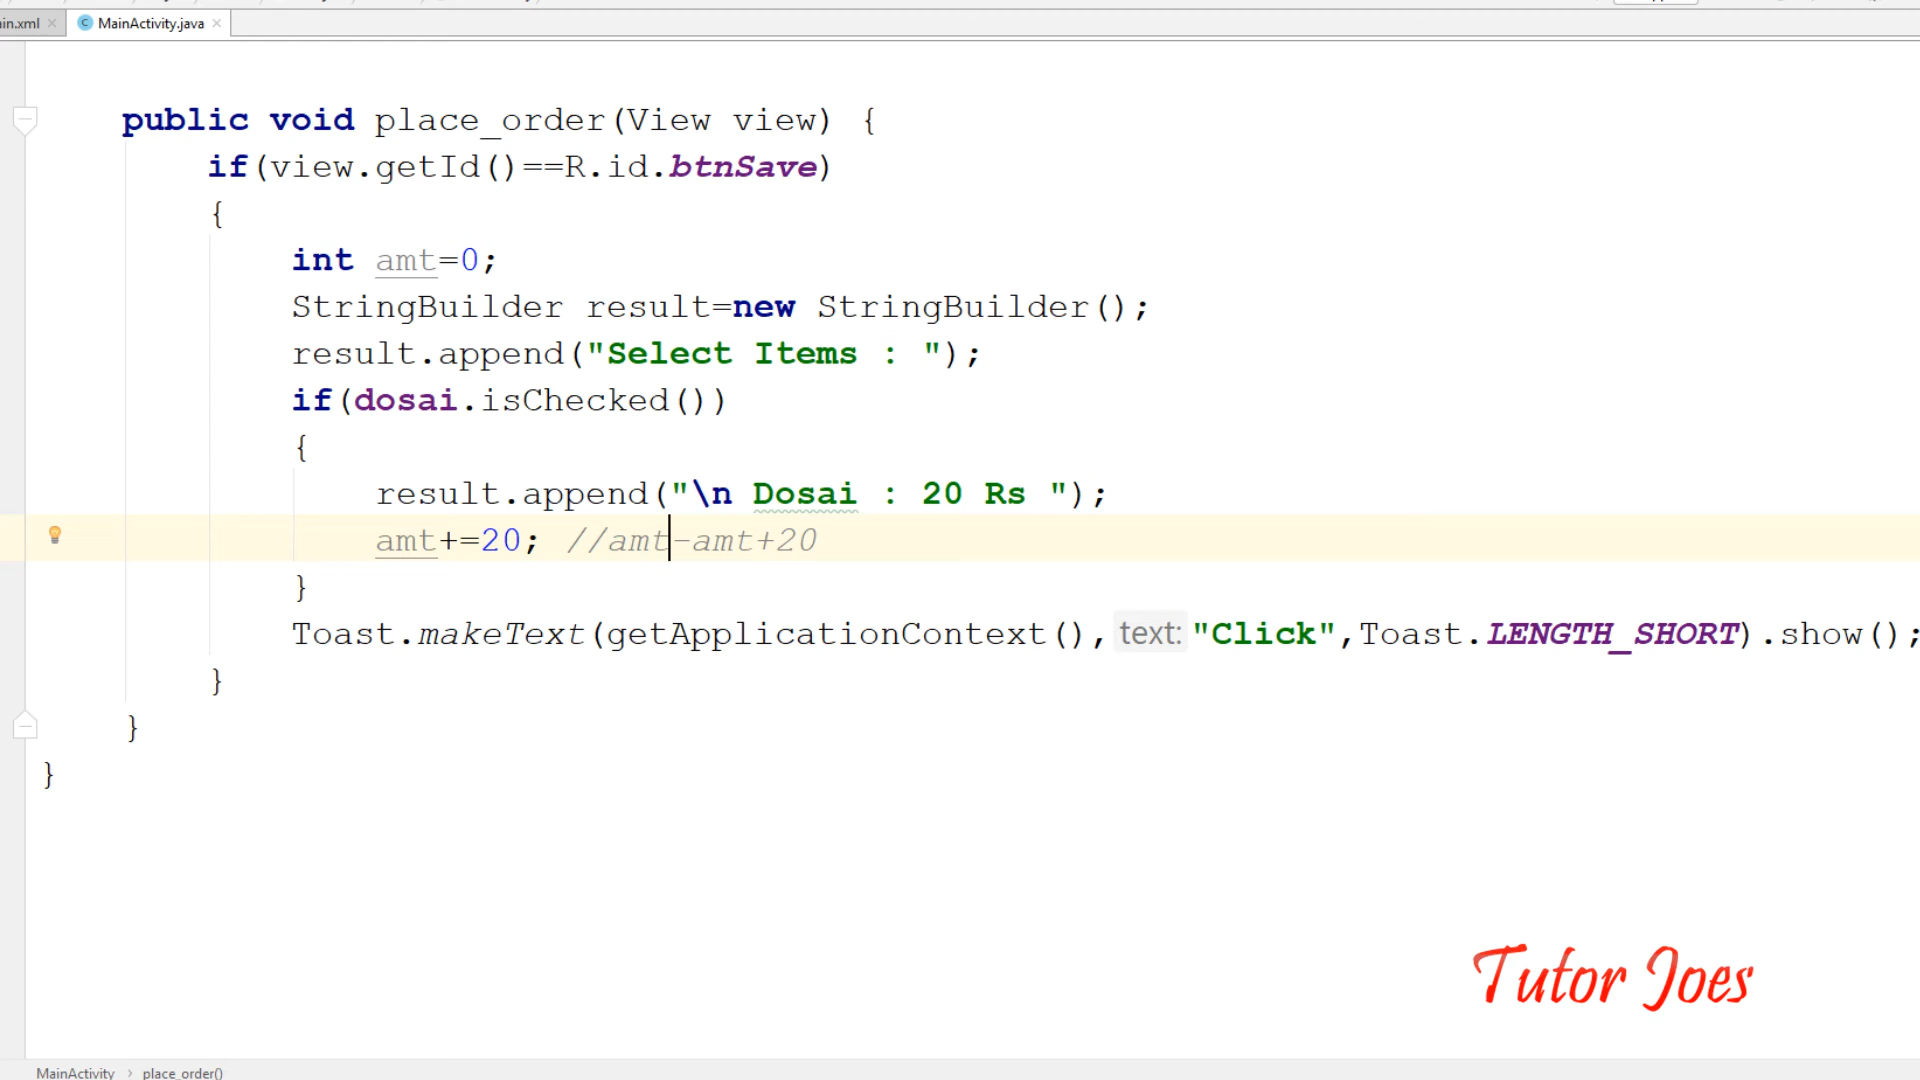 in.xml
MainActivity.java
public void place_order(View view) {
if(view.getId()==R.id.btnSave)
{
int amt=0;
StringBuilder result=new StringBuilder();
result.append("Select Items : ");
if(dosai.isChecked())
{
result.append("\n Dosai : 20 Rs ");
amt+=20; //amt-amt+20
}
Toast.makeText(getApplicationContext(), text: "Click",Toast.LENGTH_SHORT).show();
}
}
}
Tutor Joes
MainActivity › place_order()